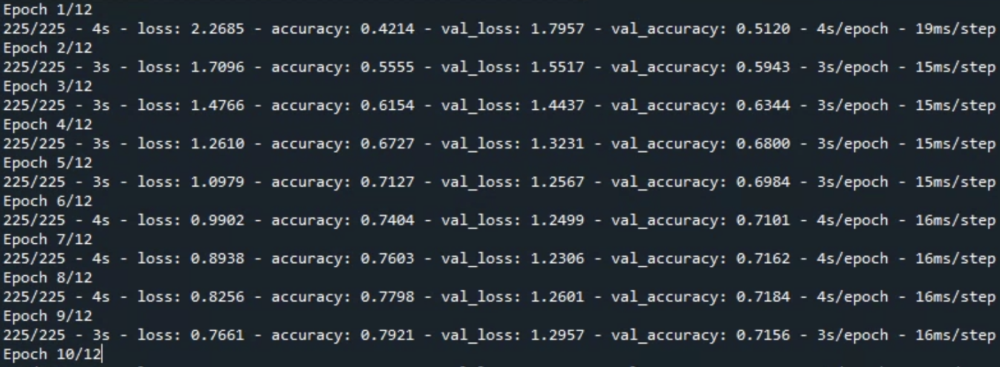 Epoch 1/12
225/225 - 4s - loss: 2.2685 - accuracy: 0.4214 - val_loss: 1.7957 - val_accuracy: 0.5120 - 4s/epoch - 19ms/step
Epoch 2/12
225/225 - 3s - loss: 1.7096 - accuracy: 0.5555 - val_loss: 1.5517 - val_accuracy: 0.5943 - 3s/epoch - 15ms/step
Epoch 3/12
225/225 - 3s - loss: 1.4766 - accuracy: 0.6154 - val_loss: 1.4437 - val_accuracy: 0.6344 - 3s/epoch - 15ms/step
Epoch 4/12
225/225 - 3s - loss: 1.2610 - accuracy: 0.6727 - val_loss: 1.3231 - val_accuracy: 0.6800 - 3s/epoch - 15ms/step
Epoch 5/12
225/225 - 3s - loss: 1.0979 - accuracy: 0.7127 - val_loss: 1.2567 - val_accuracy: 0.6984 - 3s/epoch - 15ms/step
Epoch 6/12
225/225 - 4s - loss: 0.9902 - accuracy: 0.7404 - val_loss: 1.2499 - val_accuracy: 0.7101 - 4s/epoch - 16ms/step
Epoch 7/12
225/225 - 4s - loss: 0.8938 - accuracy: 0.7603 - val_loss: 1.2306 - val_accuracy: 0.7162 - 4s/epoch - 16ms/step
Epoch 8/12
225/225 - 4s - loss: 0.8256 - accuracy: 0.7798 - val_loss: 1.2601 - val_accuracy: 0.7184 - 4s/epoch - 16ms/step
Epoch 9/12
225/225 - 3s - loss: 0.7661 - accuracy: 0.7921 - val_loss: 1.2957 - val_accuracy: 0.7156 - 3s/epoch - 16ms/step
Epoch 10/12